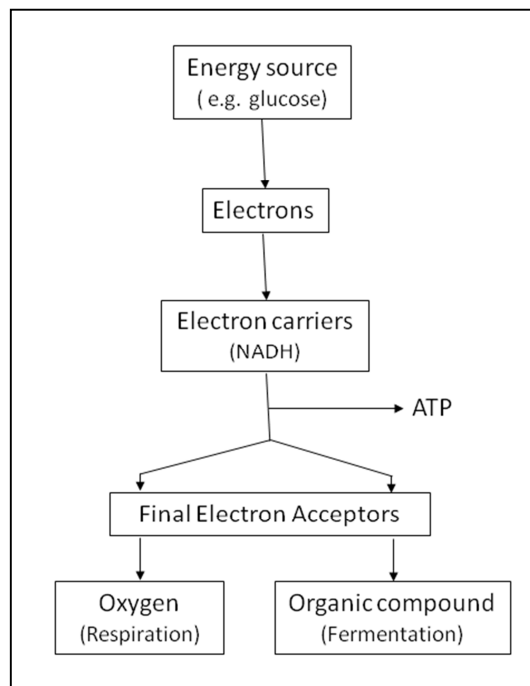 Energy source
( e.g. glucose)
Electrons
Electron carriers
(NADH)
ATP
Final Electron Acceptors
Oxygen
(Respiration)
Organic compound
(Fermentation)